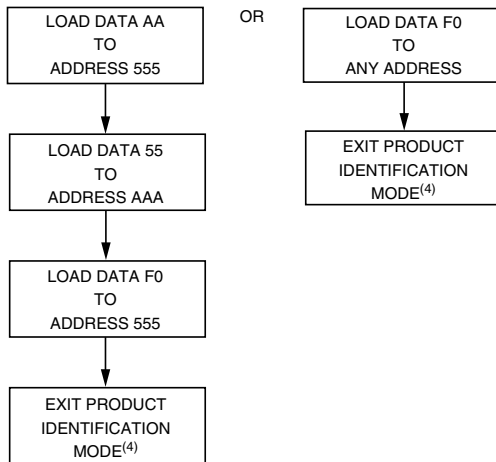 LOAD DATA AA
TO
ADDRESS 555
LOAD DATA 55
TO
ADDRESS AAA
LOAD DATA F0
TO
ADDRESS 555
EXIT PRODUCT
IDENTIFICATION
MODE(4)
OR
LOAD DATA F0
TO
ANY ADDRESS
EXIT PRODUCT
IDENTIFICATION
MODE(4)